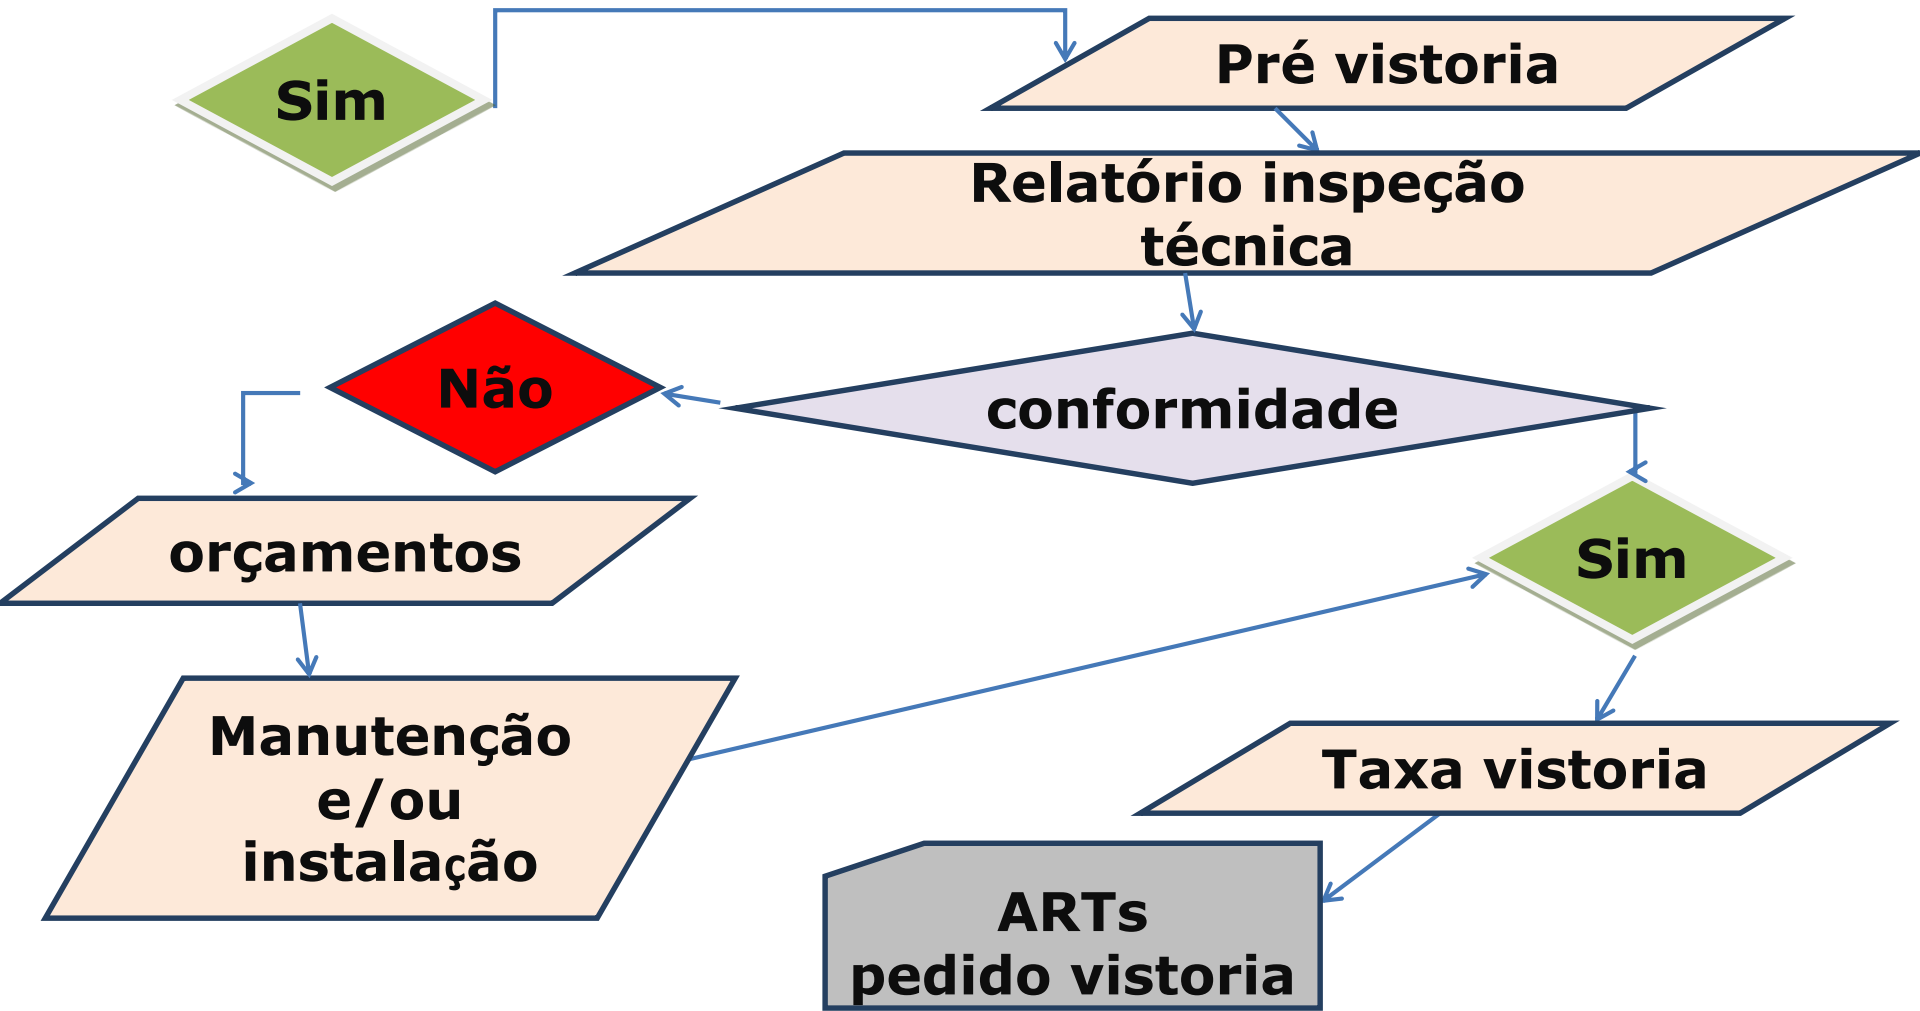 Sim
Pré vistoria
Relatório inspeção
técnica
Não
conformidade
orçamentos
Sim
Manutenção
e/ou
instalação
Taxa vistoria
ARTs
pedido vistoria